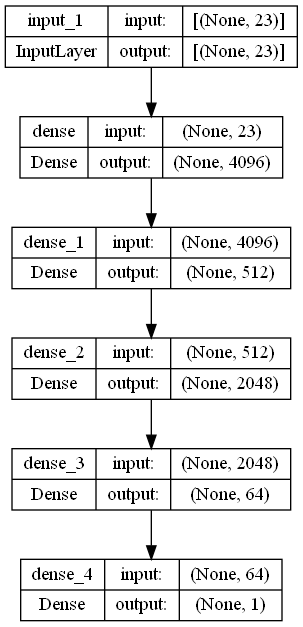 input_1 input: [(None, 23)]
InputLayer output: [(None, 23)]
dense input: (None, 23)
Dense output: (None, 4096)
dense_1 input: (None, 4096)
Dense output: (None, 512)
dense_2 input: (None, 512)
Dense output: (None, 2048)
dense_3 input: (None, 2048)
Dense output: (None, 64)
dense_4 input: (None, 64)
Dense output: (None, 1)